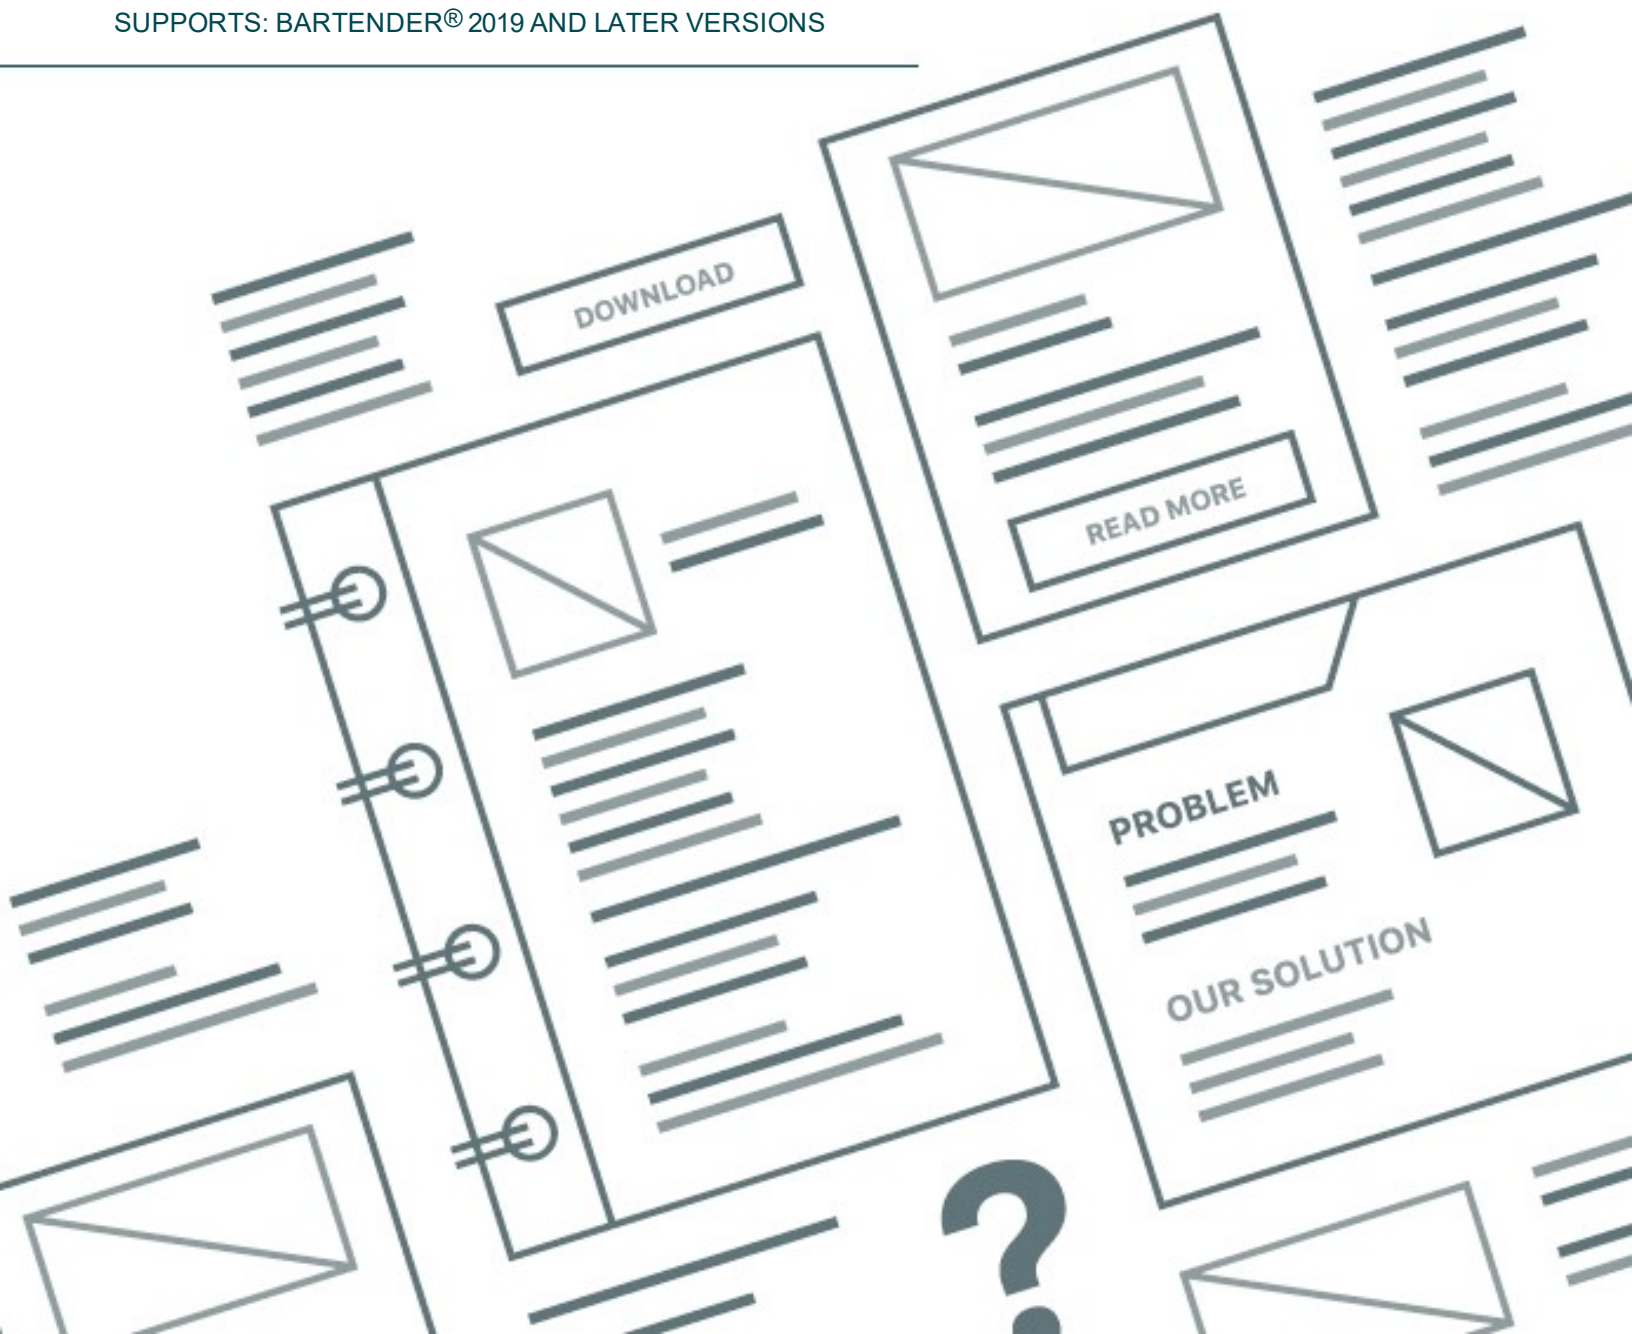 SUPPORTS: BARTENDER® 2019 AND LATER VERSIONS
DOWNLOAD
READ MORE
PROBLEM
OUR SOLUTION
?